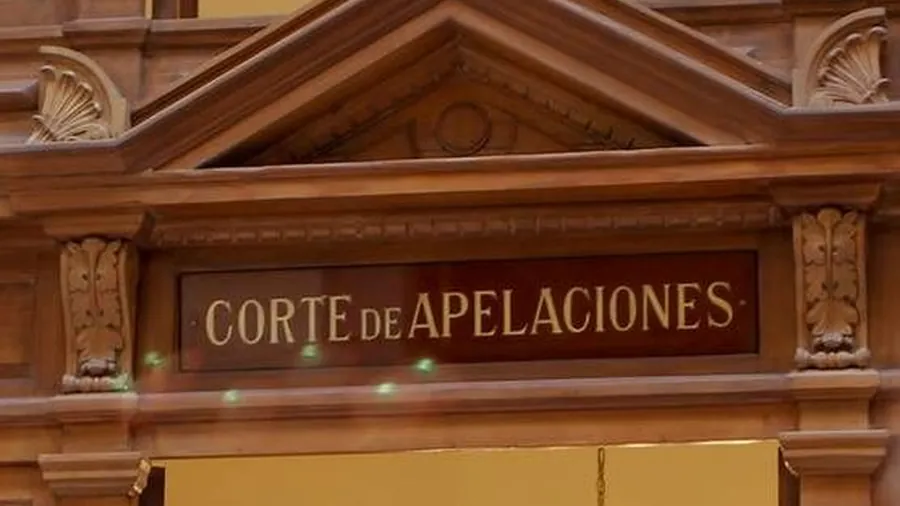 CORTE DE APELACIONES